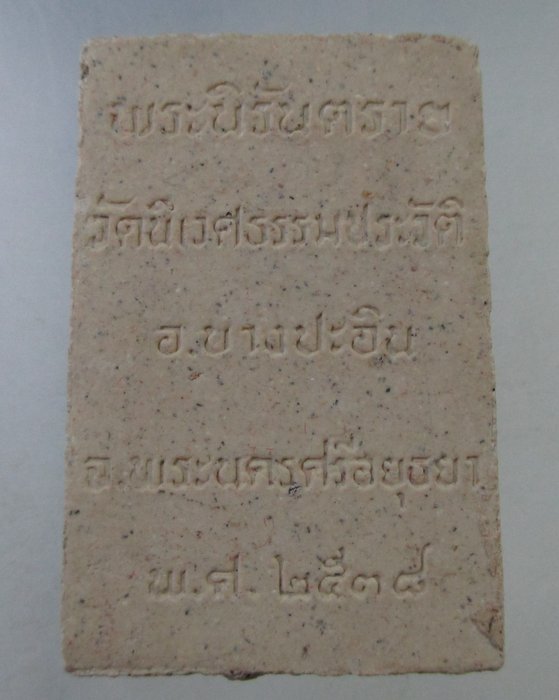 พระนิรันตราย
วัดนิเวศธรรมประวัติ
อ.บางปะอิน
จ.พระนครศรีอยุธยา
พ.ศ. ๒๕๓๘